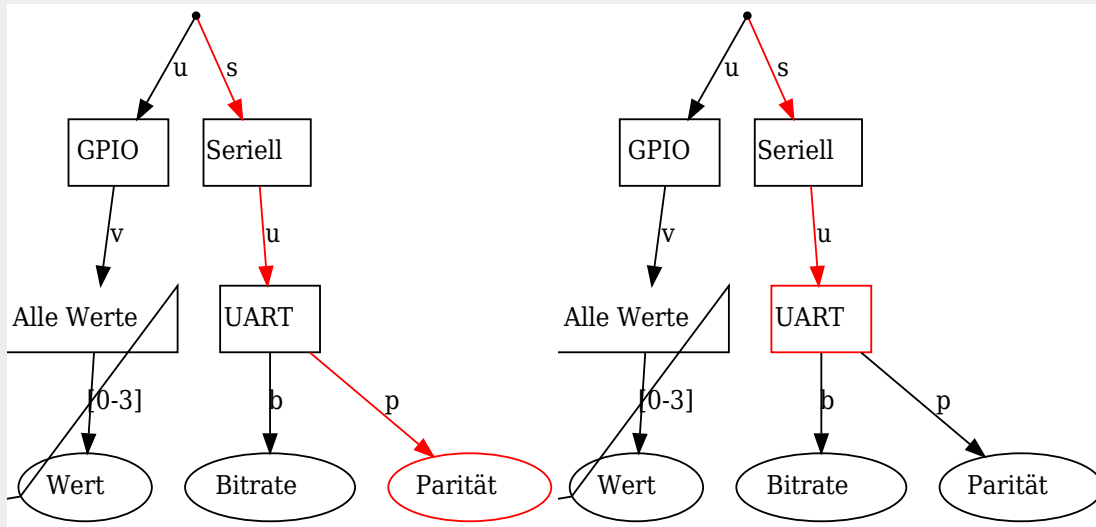 u s u s
GPIO Seriell GPIO Seriell
v u v u
Alle Werte UART Alle Werte UART
[0-3] b p [0-3] b p
Wert Bitrate Parität Wert Bitrate Parität